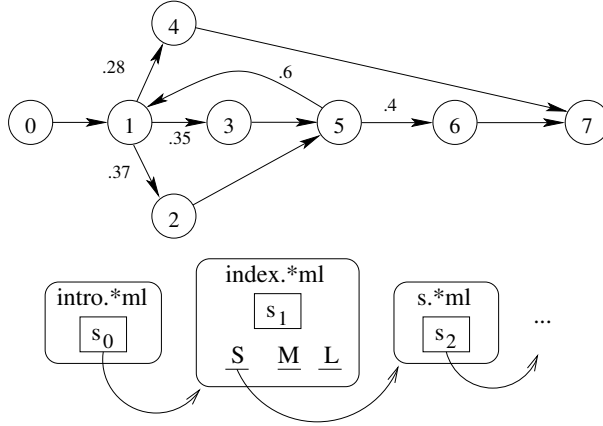 4
.28
.6
.4
0
1
3
5
6
7
.35
.37
2
index.*ml
intro.*ml
s.*ml
s1
s0
s2
...
S M L